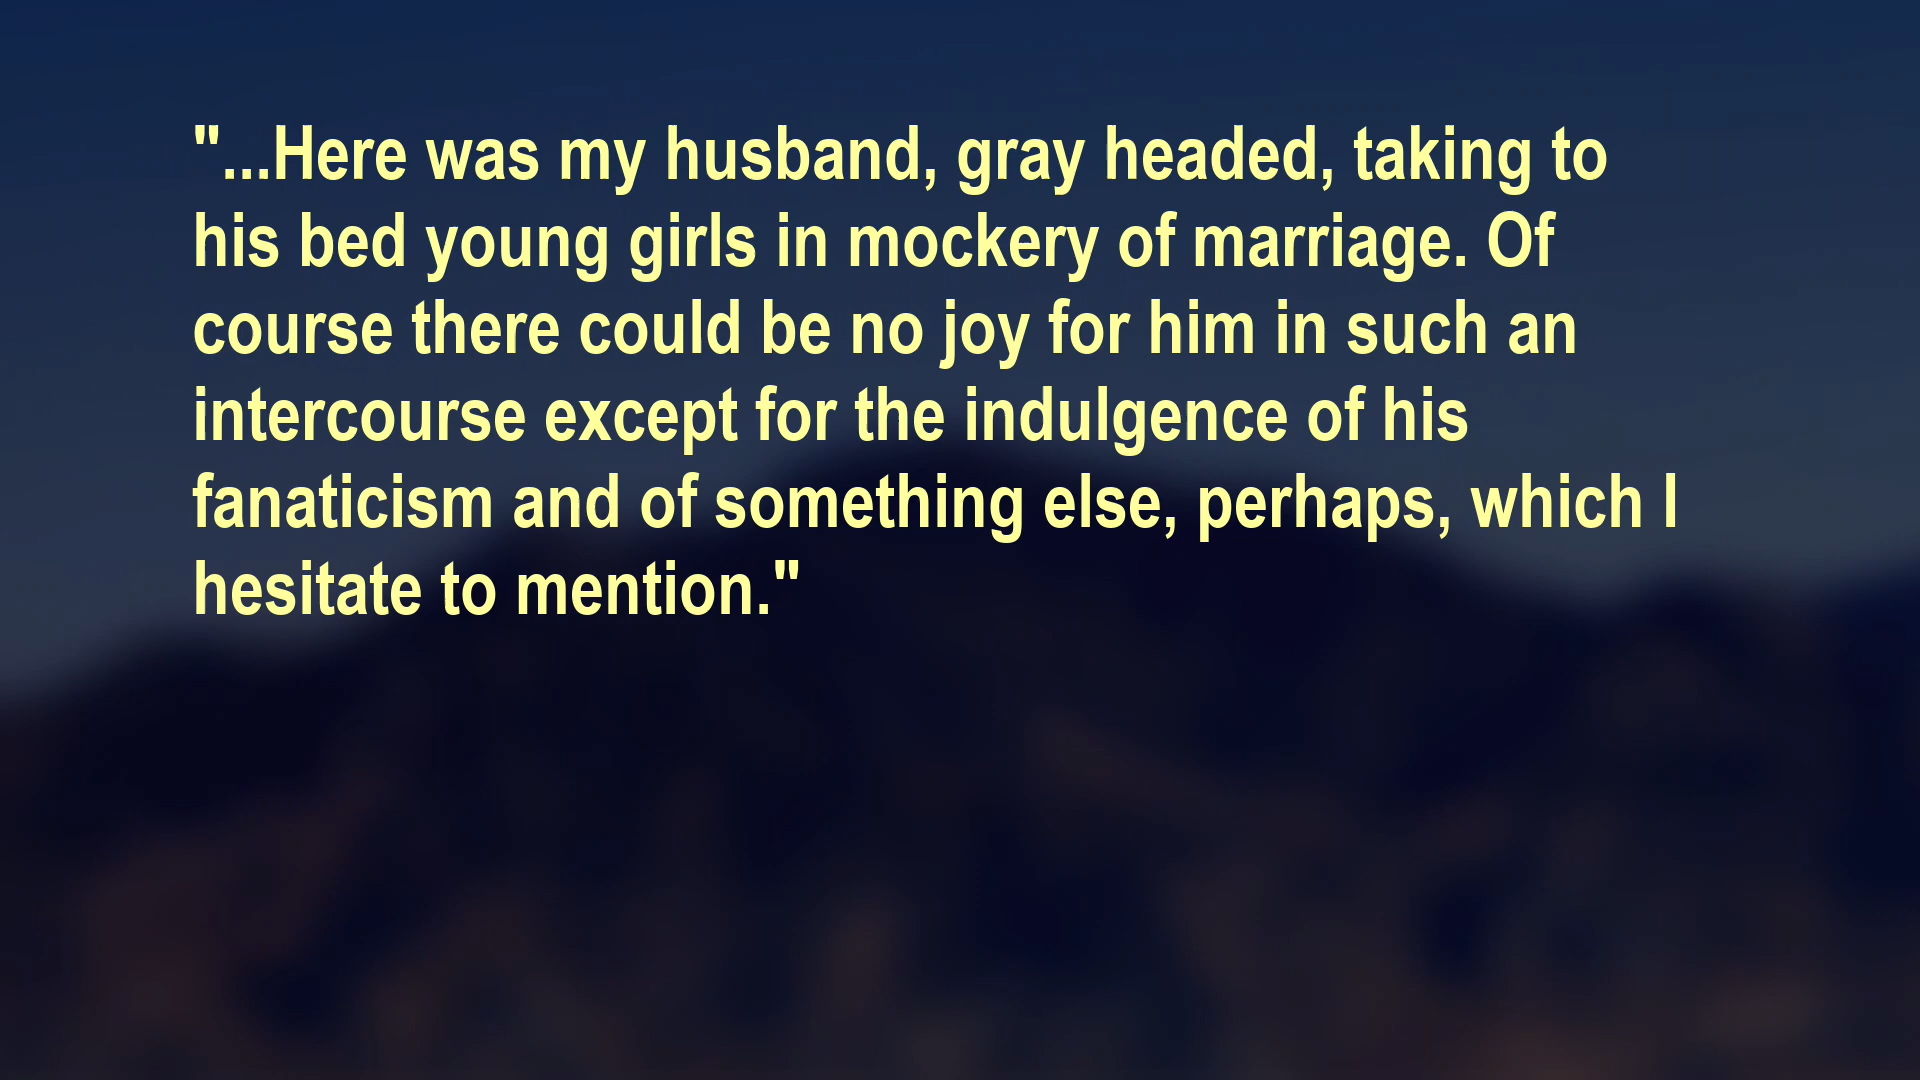 "...Here was my husband, gray headed, taking to
his bed young girls in mockery of marriage. Of
course there could be no joy for him in such an
intercourse except for the indulgence of his
fanaticism and of something else, perhaps, which I
hesitate to mention."